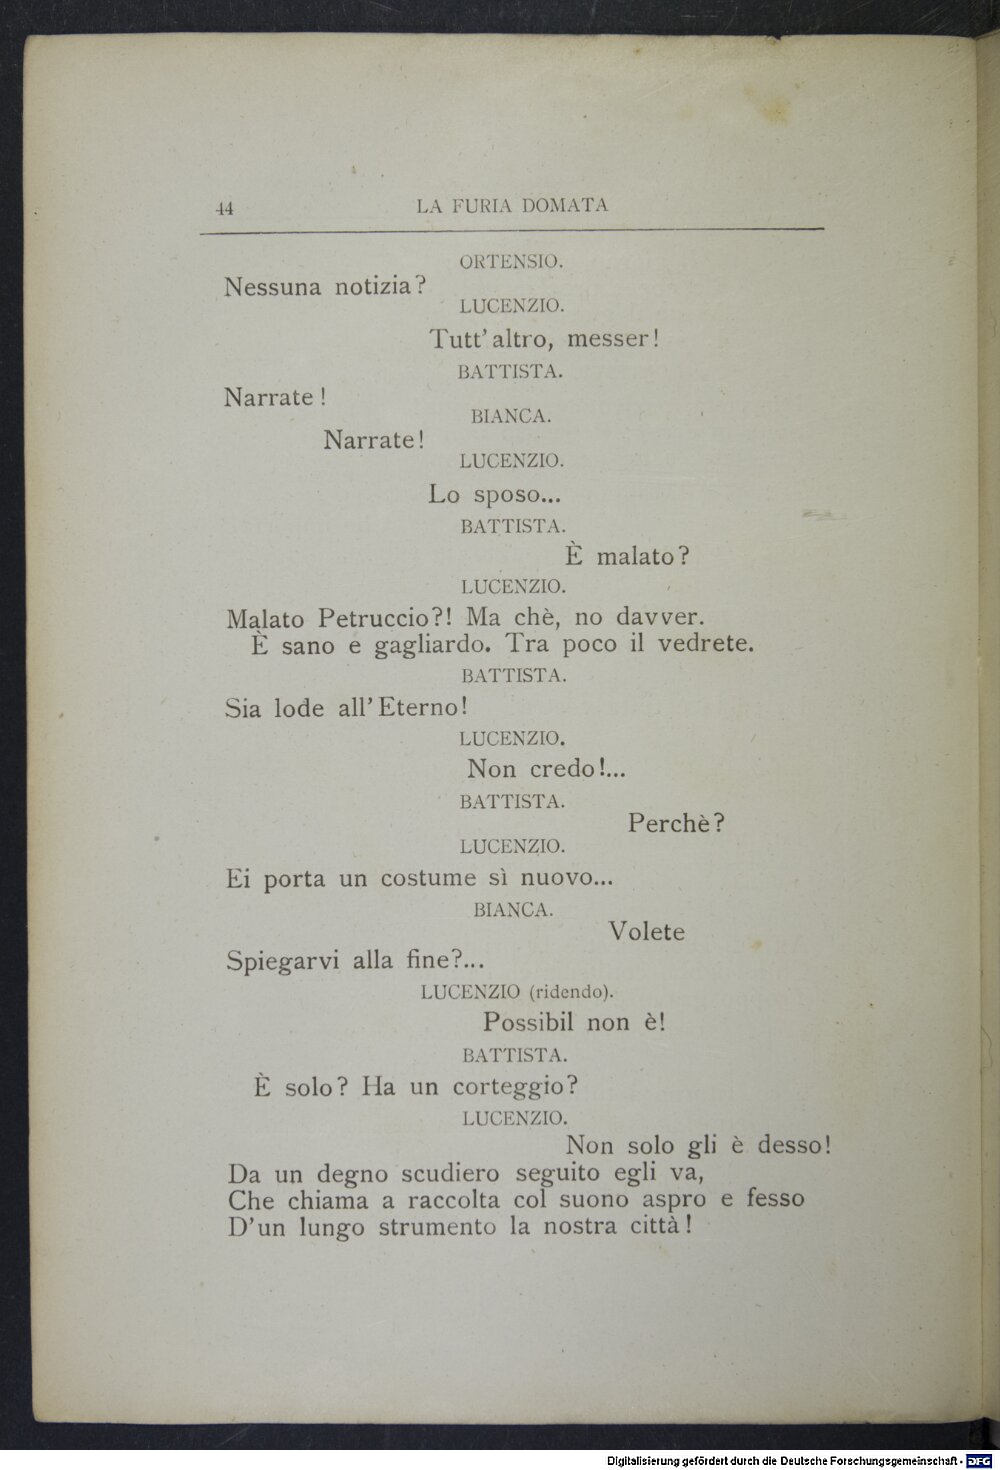 44 LA FURIA DOMATA
ORTENSIO.
Nessuna notizia?
LUCENZIO.
Tutt' altro, messer!
BATTISTA.
Narrate!
BIANCA.
Narrate!
LUCENZIO.
Lo sposo...
BATTISTA.
È malato?
LUCENZIO.
Malato Petruccio?! Ma chè, no davver.
È sano e gagliardo. Tra poco il vedrete.
BATTISTA.
Sia lode all' Eterno!
LUCENZIO.
Non credo!...
BATTISTA.
Perchè?
LUCENZIO.
Ei porta un costume sì nuovo...
BIANCA.
Volete
Spiegarvi alla fine?...
LUCENZIO (ridendo).
Possibil non è!
BATTISTA.
È solo? Ha un corteggio?
LUCENZIO.
Non solo gli è desso!
Da un degno scudiero seguito egli va,
Che chiama a raccolta col suono aspro e fesso
D'un lungo strumento la nostra città!
Digitalisierung gefördert durch die Deutsche Forschungsgemeinschaft - DFG